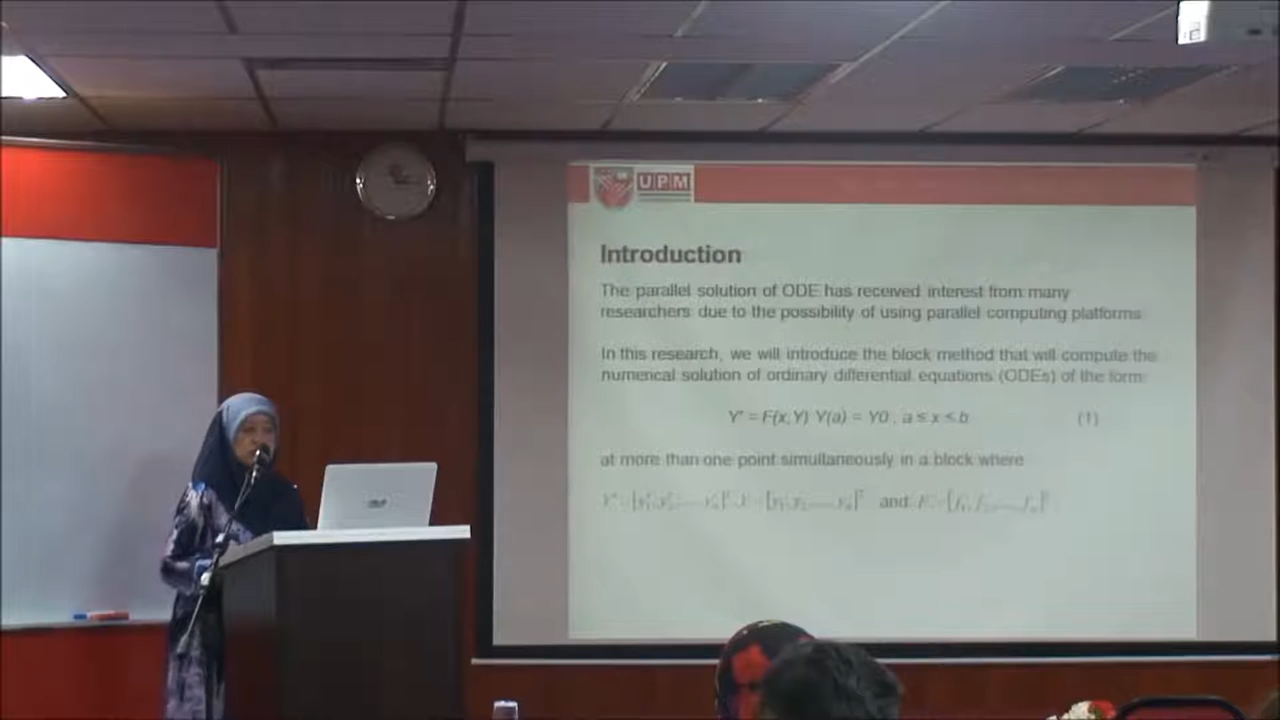 UPM
Introduction
The parallel solution of ODE has received interest from many
researchers due to the possibility of using parallel computing platforms
In this research, we will introduce the block method that will compute the
numerical solution of ordinary differential equations (ODEs) of the form
Y' = F(x, Y) Y(a) = Y0 , a ≤ x ≤ b (1)
at more than one point simultaneously in a block where
and